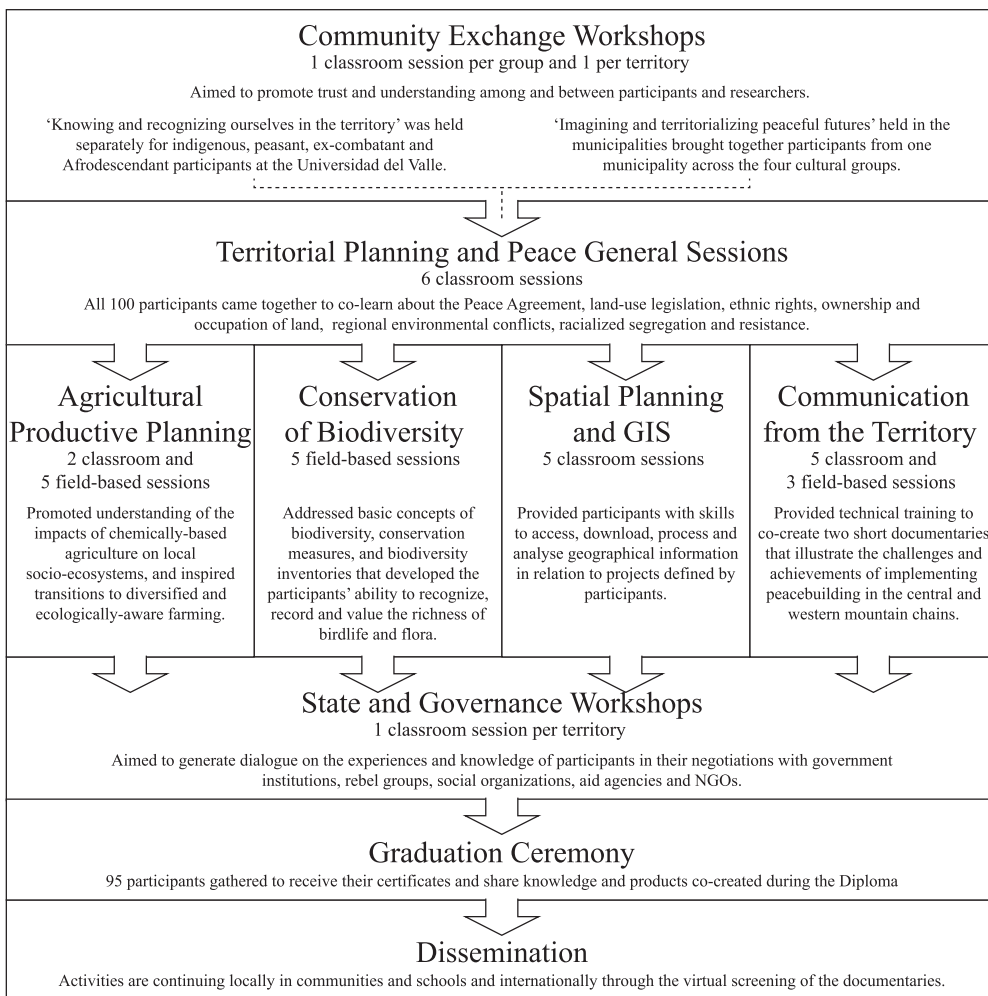 Community Exchange Workshops
1 classroom session per group and 1 per territory
Aimed to promote trust and understanding among and between participants and researchers.
‘Knowing and recognizing ourselves in the territory’ was held
separately for indigenous, peasant, ex-combatant and
Afrodescendant participants at the Universidad del Valle.
‘Imagining and territorializing peaceful futures’ held in the
municipalities brought together participants from one
municipality across the four cultural groups.
Territorial Planning and Peace General Sessions
6 classroom sessions
All 100 participants came together to co-learn about the Peace Agreement, land-use legislation, ethnic rights, ownership and
occupation of land, regional environmental conflicts, racialized segregation and resistance.
Agricultural
Productive Planning
2 classroom and
5 field-based sessions
Promoted understanding of the
impacts of chemically-based
agriculture on local
socio-ecosystems, and inspired
transitions to diversified and
ecologically-aware farming.
Conservation
of Biodiversity
5 field-based sessions
Addressed basic concepts of
biodiversity, conservation
measures, and biodiversity
inventories that developed the
participants’ ability to recognize,
record and value the richness of
birdlife and flora.
Spatial Planning
and GIS
5 classroom sessions
Provided participants with skills
to access, download, process and
analyse geographical information
in relation to projects defined by
participants.
Communication
from the Territory
5 classroom and
3 field-based sessions
Provided technical training to
co-create two short documentaries
that illustrate the challenges and
achievements of implementing
peacebuilding in the central and
western mountain chains.
State and Governance Workshops
1 classroom session per territory
Aimed to generate dialogue on the experiences and knowledge of participants in their negotiations with government
institutions, rebel groups, social organizations, aid agencies and NGOs.
Graduation Ceremony
95 participants gathered to receive their certificates and share knowledge and products co-created during the Diploma
Dissemination
Activities are continuing locally in communities and schools and internationally through the virtual screening of the documentaries.